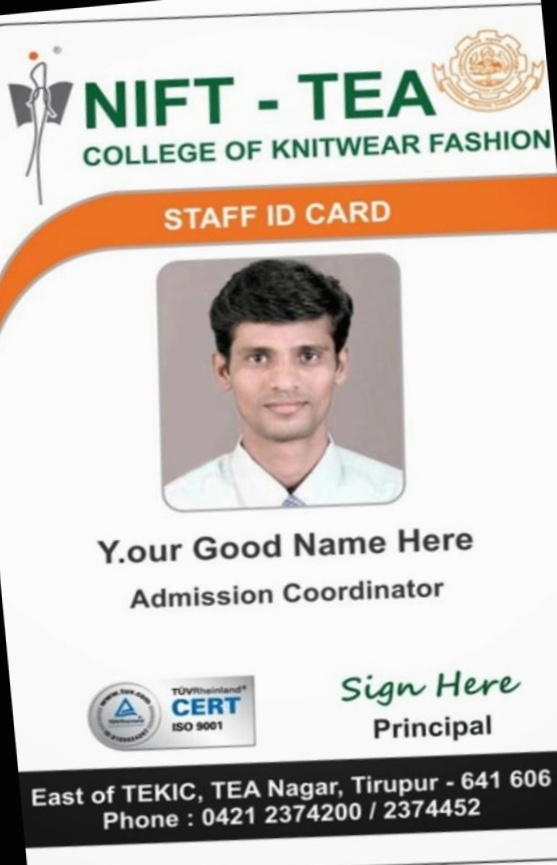 NIFT - TEA
COLLEGE OF KNITWEAR FASHION
STAFF ID CARD
Y.our Good Name Here
Admission Coordinator
www.tuv.com
TÜVRheinland®
CERT
ISO 9001
Sign Here
Principal
East of TEKIC, TEA Nagar, Tirupur - 641 606
Phone : 0421 2374200 / 2374452